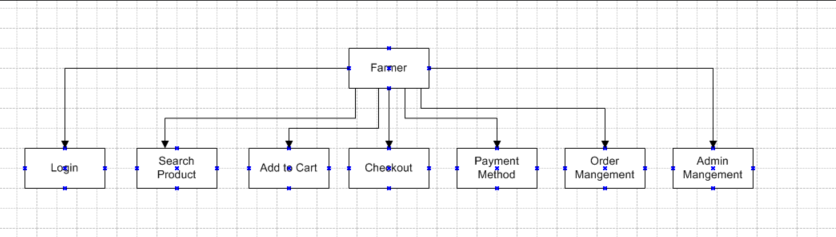 Farmer
Login
Search
Product
Add to Cart
Checkout
Payment
Method
Order
Mangement
Admin
Mangement